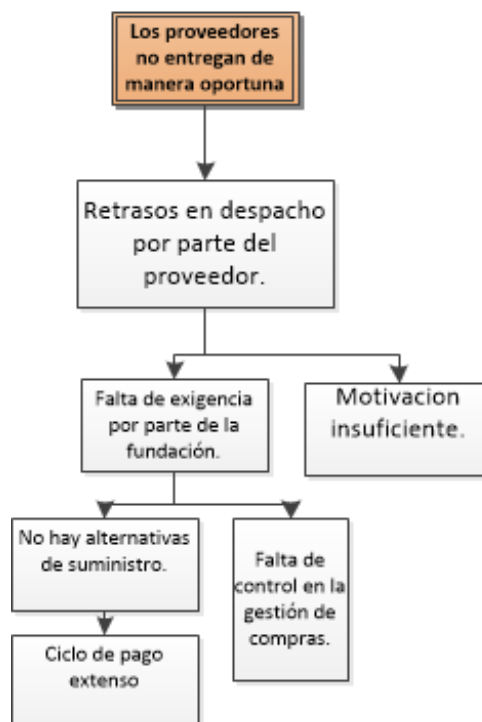 Los proveedores
no entregan de
manera oportuna
Retrasos en despacho
por parte del
proveedor.
Falta de exigencia
por parte de la
fundación.
Motivacion
insuficiente.
No hay alternativas
de suministro.
Falta de
control en la
gestión de
compras.
Ciclo de pago
extenso